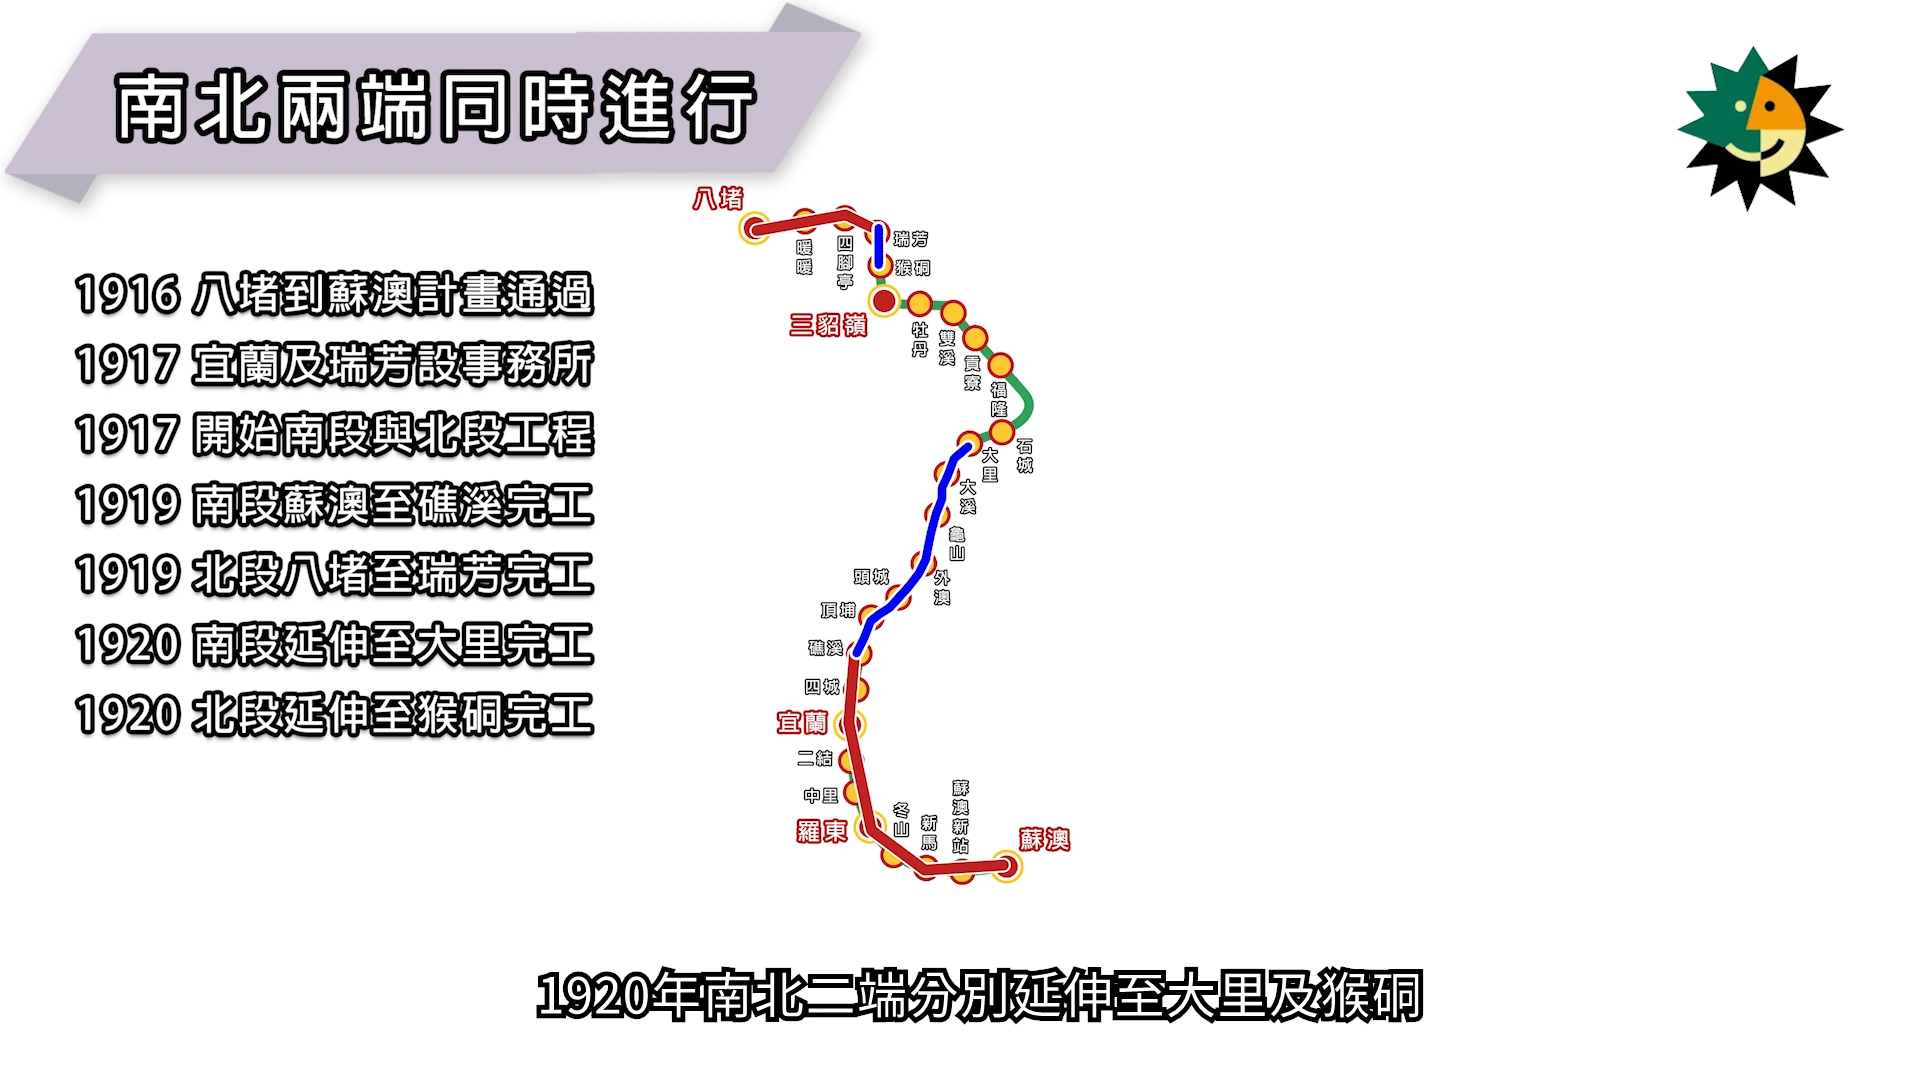 南北兩端同時進行
1916 八堵到蘇澳計畫通過
1917 宜蘭及瑞芳設事務所
1917 開始南段與北段工程
1919 南段蘇澳至礁溪完工
1919 北段八堵至瑞芳完工
1920 南段延伸至大里完工
1920 北段延伸至猴硐完工
八堵
暖暖
四腳亭
瑞芳
猴硐
三貂嶺
牡丹
雙溪
貢寮
福隆
石城
大里
大溪
龜山
外澳
頭城
頂埔
礁溪
四城
宜蘭
二結
中里
羅東
冬山
新馬
蘇澳新站
蘇澳
1920年南北二端分別延伸至大里及猴硐